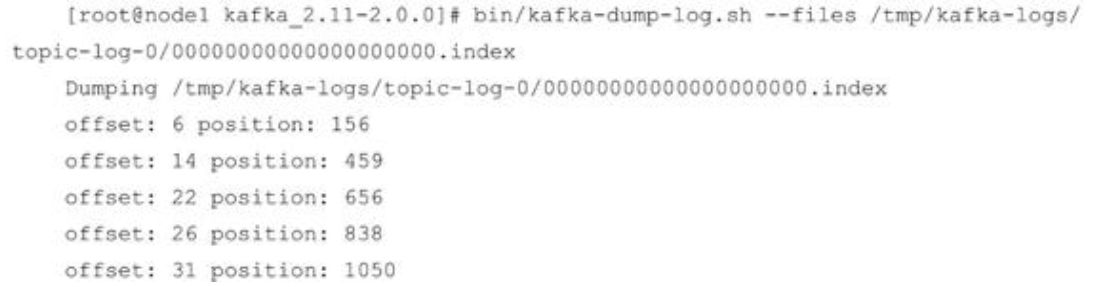 [root@node1 kafka_2.11-2.0.0]# bin/kafka-dump-log.sh --files /tmp/kafka-logs/
topic-log-0/00000000000000000000.index
Dumping /tmp/kafka-logs/topic-log-0/00000000000000000000.index
offset: 6 position: 156
offset: 14 position: 459
offset: 22 position: 656
offset: 26 position: 838
offset: 31 position: 1050